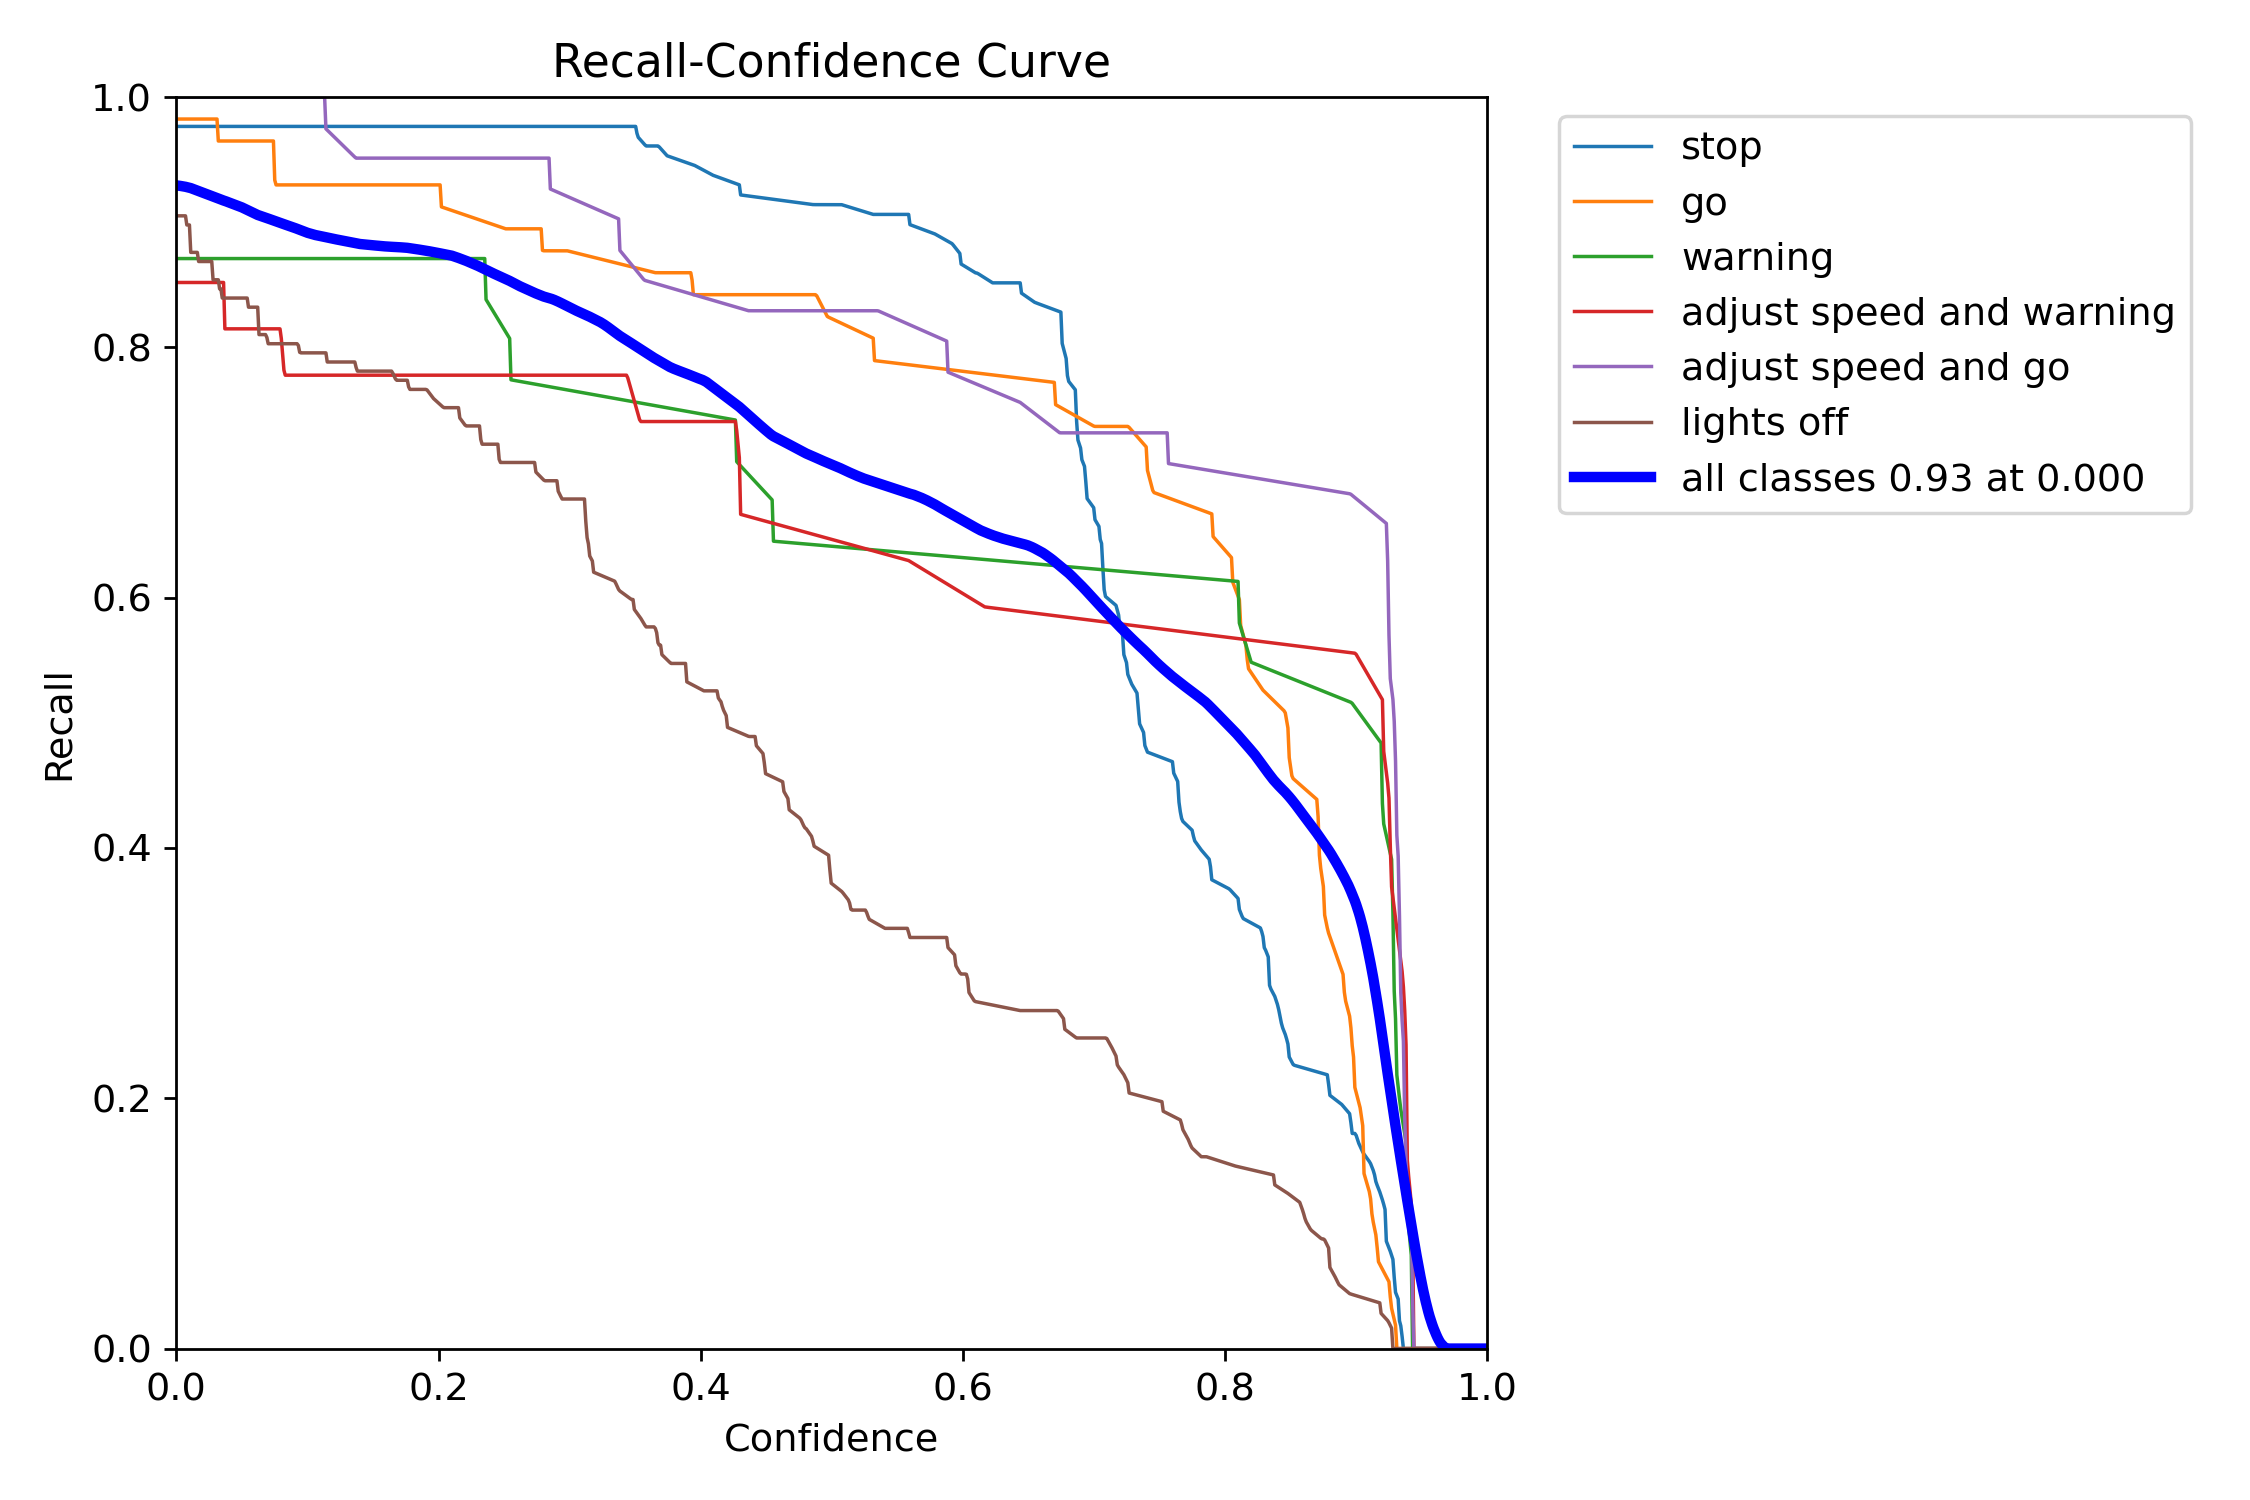 Recall-Confidence Curve
1.0
0.8
0.6
0.4
0.2
0.0
Recall
0.0 0.2 0.4 0.6 0.8 1.0
Confidence
stop
go
warning
adjust speed and warning
adjust speed and go
lights off
all classes 0.93 at 0.000